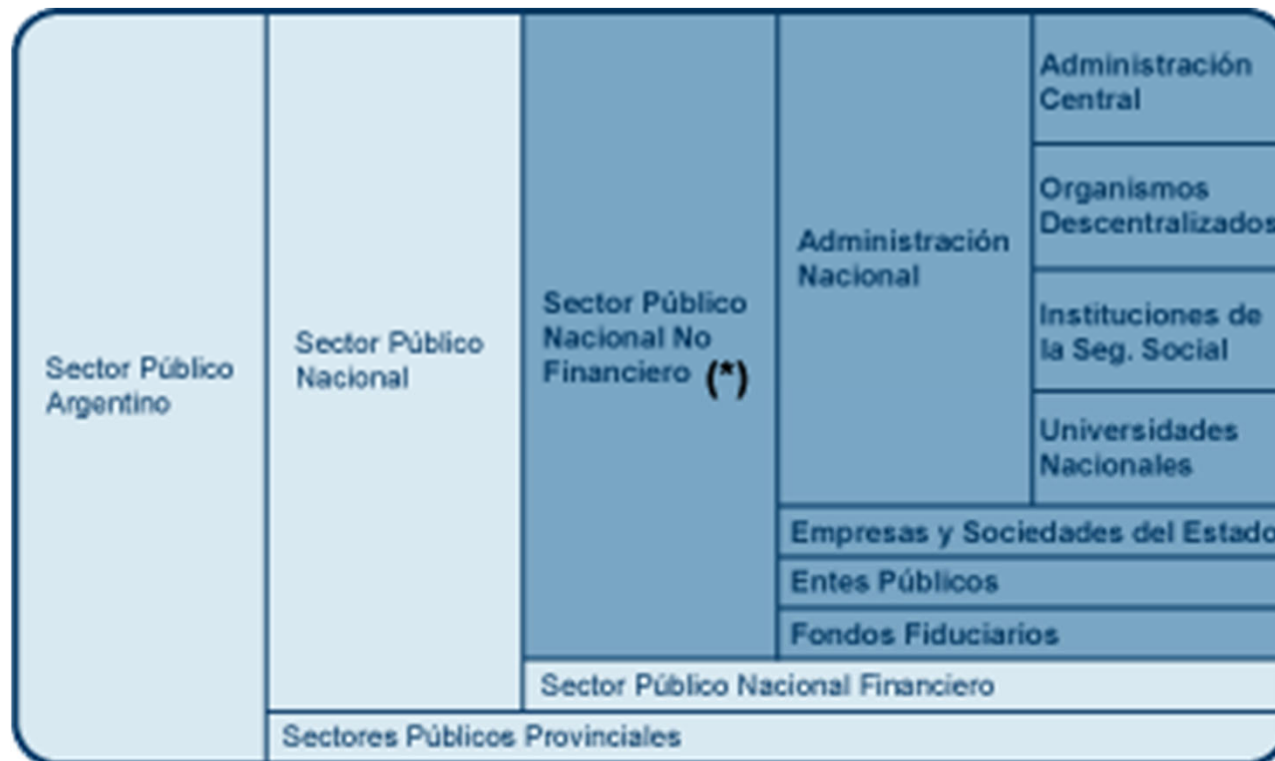 Sector Público
Argentino
Sector Público
Nacional
Sector Público
Nacional No
Financiero (*)
Administración
Nacional
Administración
Central
Organismos
Descentralizados
Instituciones de
la Seg. Social
Universidades
Nacionales
Empresas y Sociedades del Estado
Entes Públicos
Fondos Fiduciarios
Sector Público Nacional Financiero
Sectores Públicos Provinciales